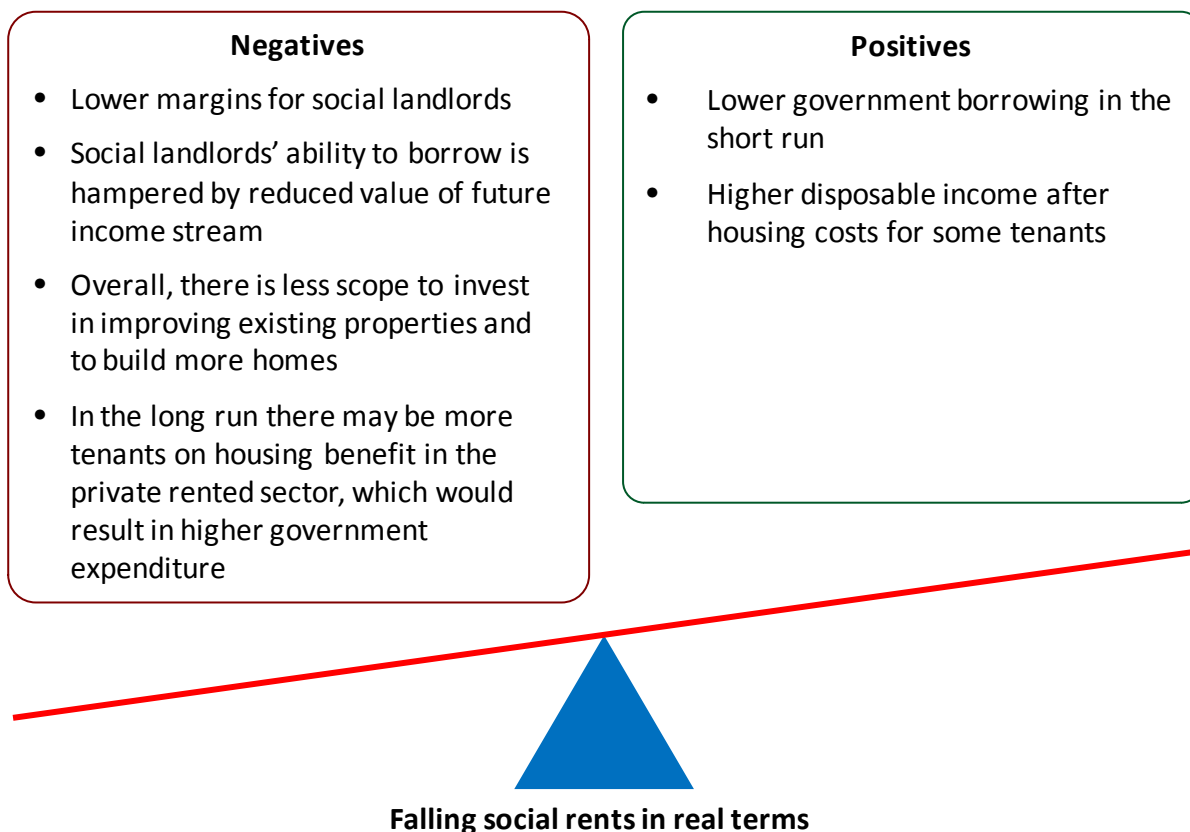 Negatives
• Lower margins for social landlords
• Social landlords’ ability to borrow is
hampered by reduced value of future
income stream
• Overall, there is less scope to invest
in improving existing properties and
to build more homes
• In the long run there may be more
tenants on housing benefit in the
private rented sector, which would
result in higher government
expenditure
Positives
• Lower government borrowing in the
short run
• Higher disposable income after
housing costs for some tenants
Falling social rents in real terms